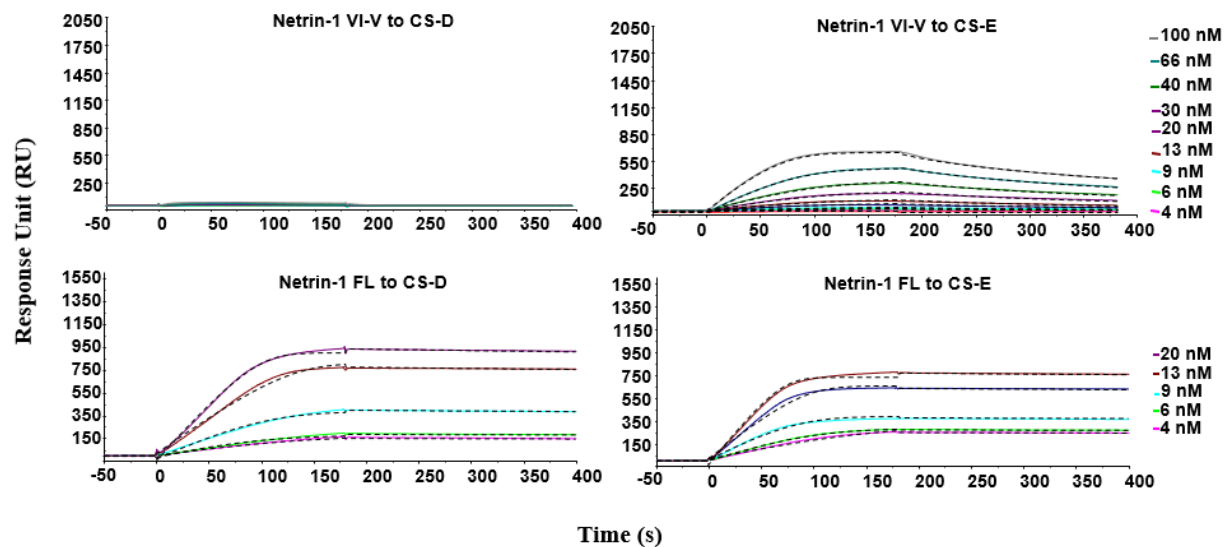 Netrin-1 VI-V to CS-D
2050
1750
1450
1150
850
550
250
-50 0 50 100 150 200 250 300 350 400
Netrin-1 VI-V to CS-E
2050
1750
1450
1150
850
550
250
-50 0 50 100 150 200 250 300 350 400
100 nM
66 nM
40 nM
30 nM
20 nM
13 nM
9 nM
6 nM
4 nM
Response Unit (RU)
Netrin-1 FL to CS-D
1550
1350
1150
950
750
550
350
150
-50 0 50 100 150 200 250 300 350 400
Netrin-1 FL to CS-E
1550
1350
1150
950
750
550
350
150
-50 0 50 100 150 200 250 300 350 400
20 nM
13 nM
9 nM
6 nM
4 nM
Time (s)